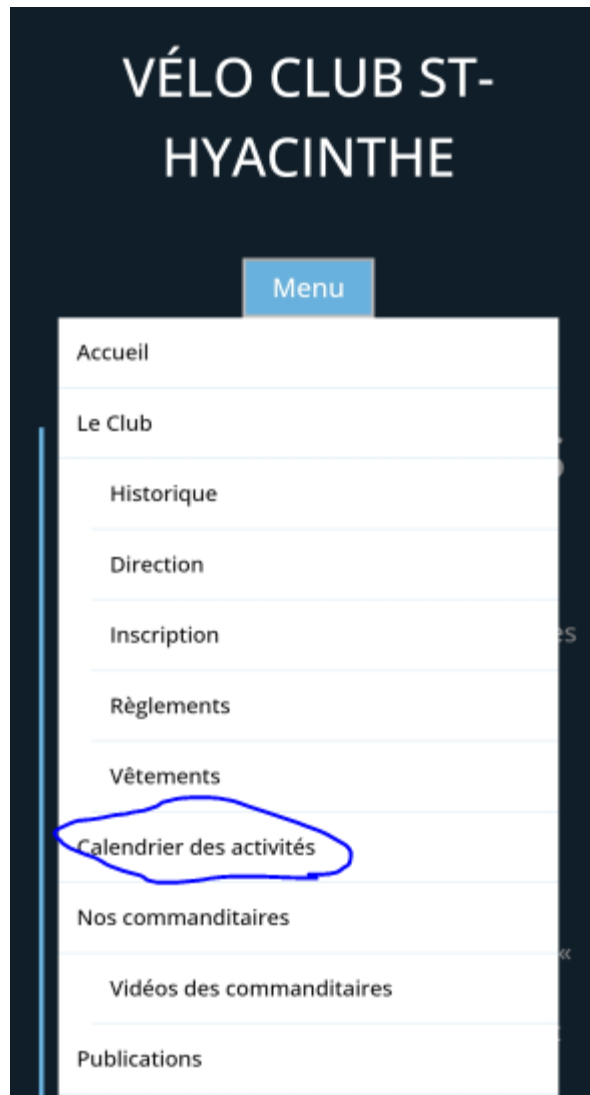 VÉLO CLUB ST-
HYACINTHE
Menu
Accueil
Le Club
Historique
Direction
Inscription
Règlements
Vêtements
Calendrier des activités
Nos commanditaires
«
Vidéos des commanditaires
Publications